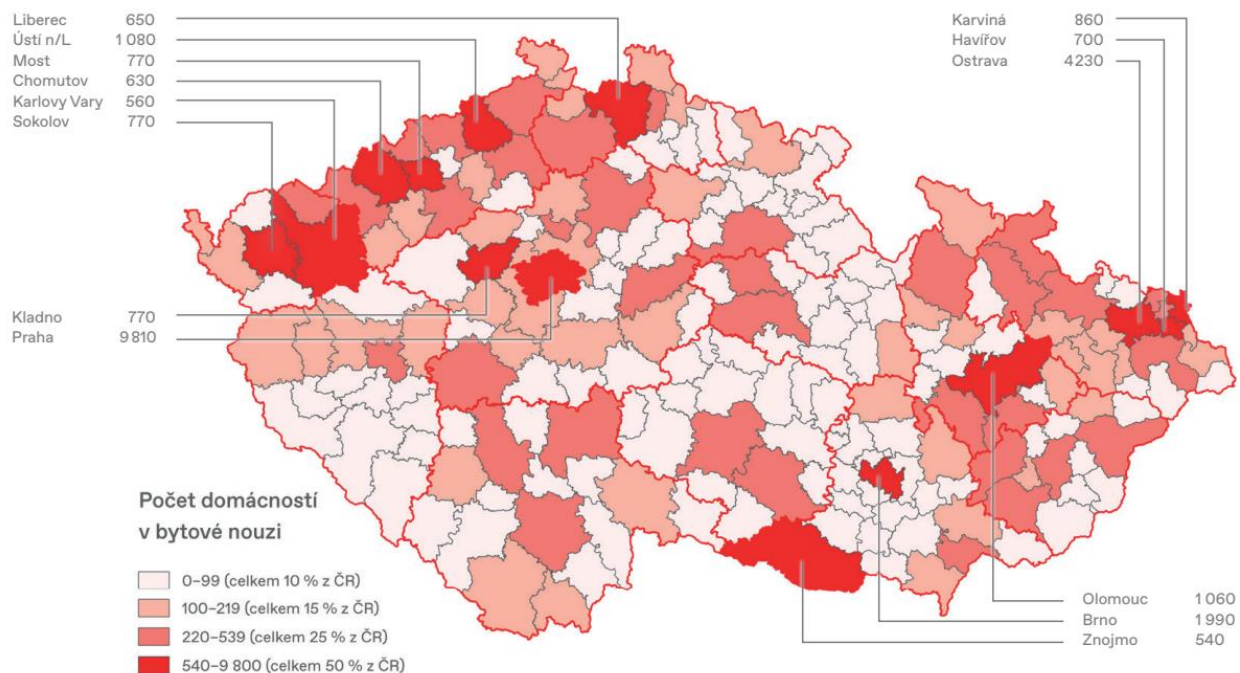 Liberec 650
Ústí n/L 1 080
Most 770
Chomutov 630
Karlovy Vary 560
Sokolov 770
Karviná 860
Havířov 700
Ostrava 4230
Kladno 770
Praha 9 810
Počet domácností
v bytové nouzi
0–99 (celkem 10 % z ČR)
100–219 (celkem 15 % z ČR)
220–539 (celkem 25 % z ČR)
540–9 800 (celkem 50 % z ČR)
Olomouc 1 060
Brno 1 990
Znojmo 540